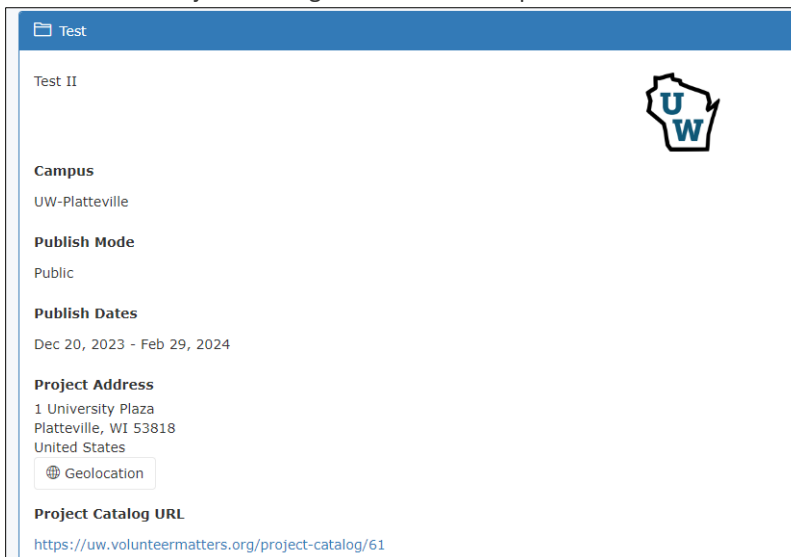 Test
Test II
U
W
Campus
UW-Platteville
Publish Mode
Public
Publish Dates
Dec 20, 2023 - Feb 29, 2024
Project Address
1 University Plaza
Platteville, WI 53818
United States
Geolocation
Project Catalog URL
https://uw.volunteermatters.org/project-catalog/61